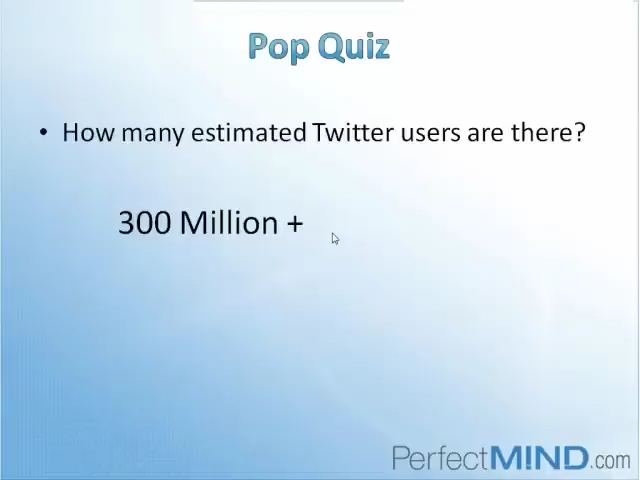 Pop Quiz
• How many estimated Twitter users are there?
300 Million +
PerfectMIND.com